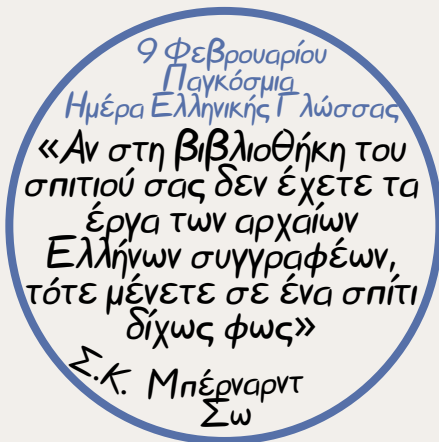 9 Φεβρουαρίου
Παγκόσμια
Ημέρα Ελληνικής Γλώσσας
«Αν στη βιβλιοθήκη του
σπιτιού σας δεν έχετε τα
έργα των αρχαίων
Ελλήνων συγγραφέων,
τότε μένετε σε ένα σπίτι
δίχως φως»
Σ.Κ. Μπέρναρντ
Σω